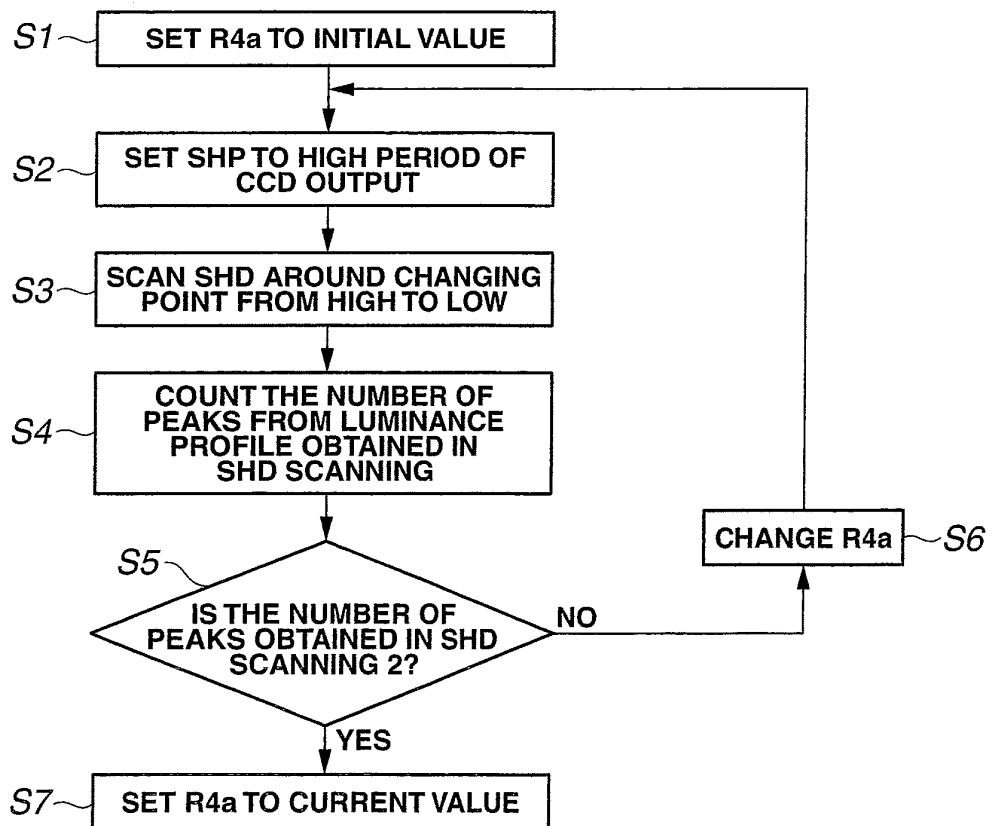 S1
SET R4a TO INITIAL VALUE
S2
SET SHP TO HIGH PERIOD OF
CCD OUTPUT
S3
SCAN SHD AROUND CHANGING
POINT FROM HIGH TO LOW
S4
COUNT THE NUMBER OF
PEAKS FROM LUMINANCE
PROFILE OBTAINED IN
SHD SCANNING
CHANGE R4a
S6
S5
IS THE NUMBER OF
PEAKS OBTAINED IN SHD
SCANNING 2?
NO
YES
S7
SET R4a TO CURRENT VALUE